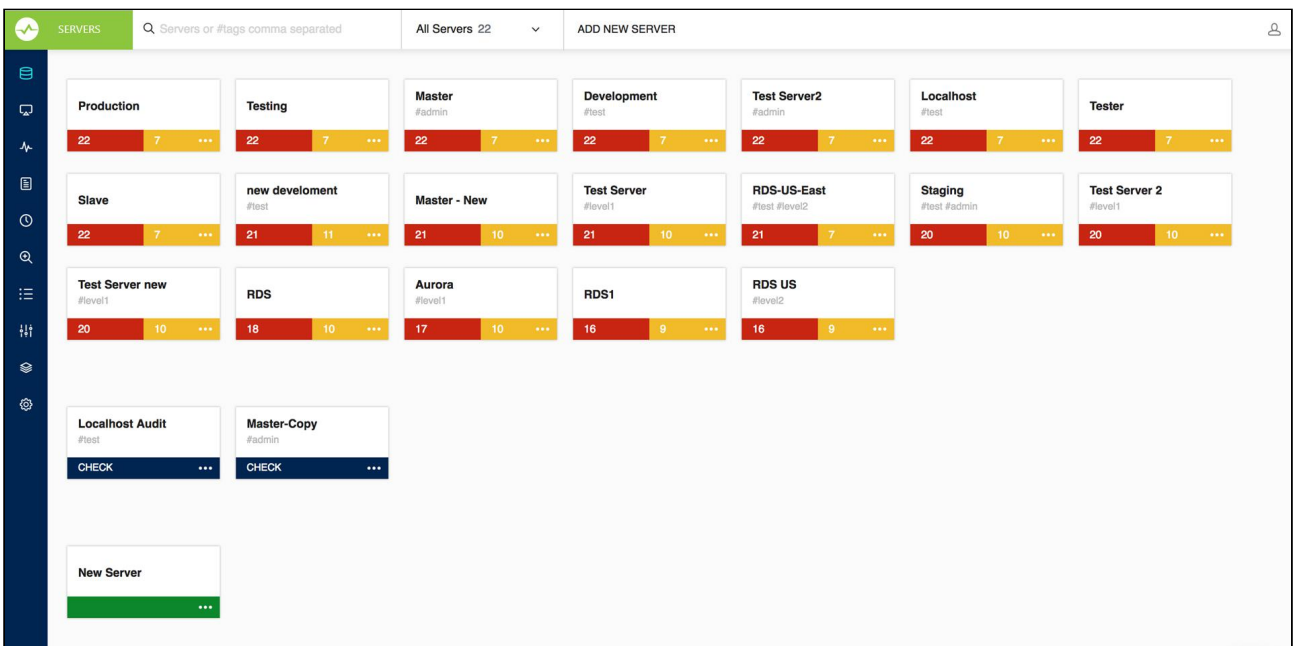 SERVERS Servers or #tags comma separated All Servers 22 ADD NEW SERVER
Production Testing Master Development Test Server2 Localhost Tester
#admin #test #admin #test
22 7 ••• 22 7 ••• 22 7 ••• 22 7 ••• 22 7 ••• 22 7 ••• 22 7 •••
Slave new develoment Master - New Test Server RDS-US-East Staging Test Server 2
#test #level1 #test #level2 #test #admin #level1
22 7 ••• 21 11 ••• 21 10 ••• 21 10 ••• 21 7 ••• 20 10 ••• 20 10 •••
Test Server new RDS Aurora RDS1 RDS US
#level1 #level1 #level2
20 10 ••• 18 10 ••• 17 10 ••• 16 9 ••• 16 9 •••
Localhost Audit Master-Copy
#test #admin
CHECK ••• CHECK •••
New Server
•••